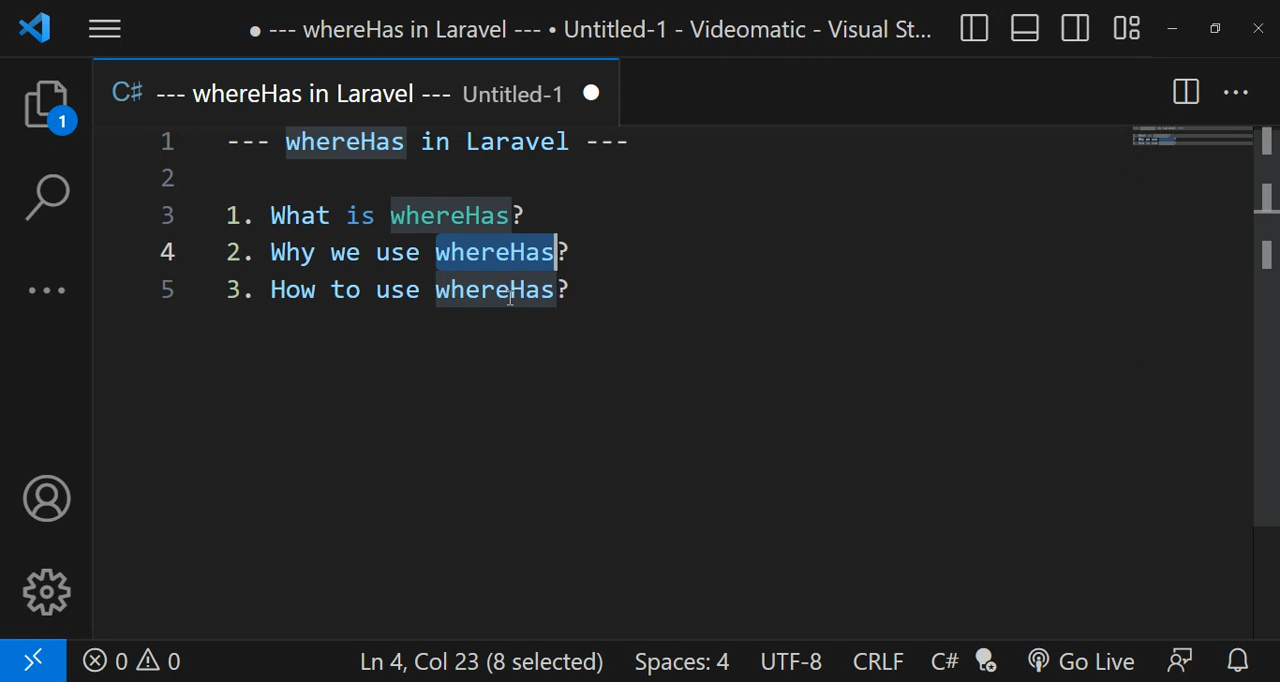 ● --- whereHas in Laravel --- • Untitled-1 - Videomatic - Visual St...
C# --- whereHas in Laravel --- Untitled-1 ●
1
1 --- whereHas in Laravel ---
2
3 1. What is whereHas?
4 2. Why we use whereHas?
5 3. How to use whereHas?
0 0 Ln 4, Col 23 (8 selected) Spaces: 4 UTF-8 CRLF C# Go Live